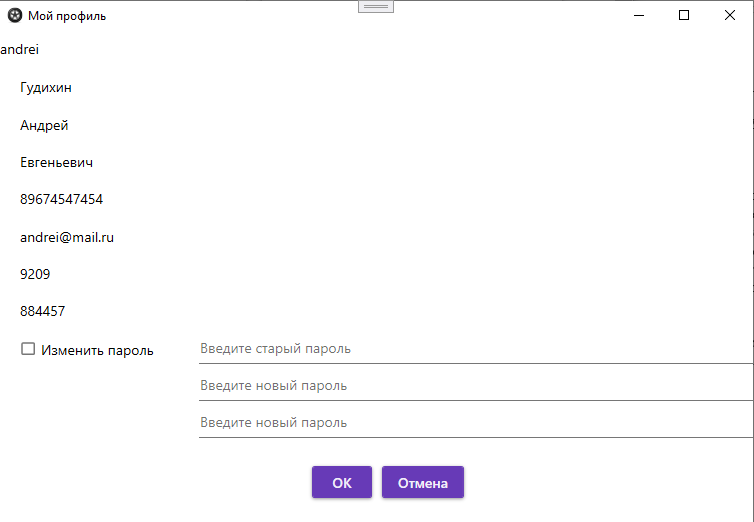 Мой профиль
andrei
Гудихин
Андрей
Евгеньевич
89674547454
andrei@mail.ru
9209
884457
Изменить пароль Введите старый пароль
Введите новый пароль
Введите новый пароль
ОК Отмена